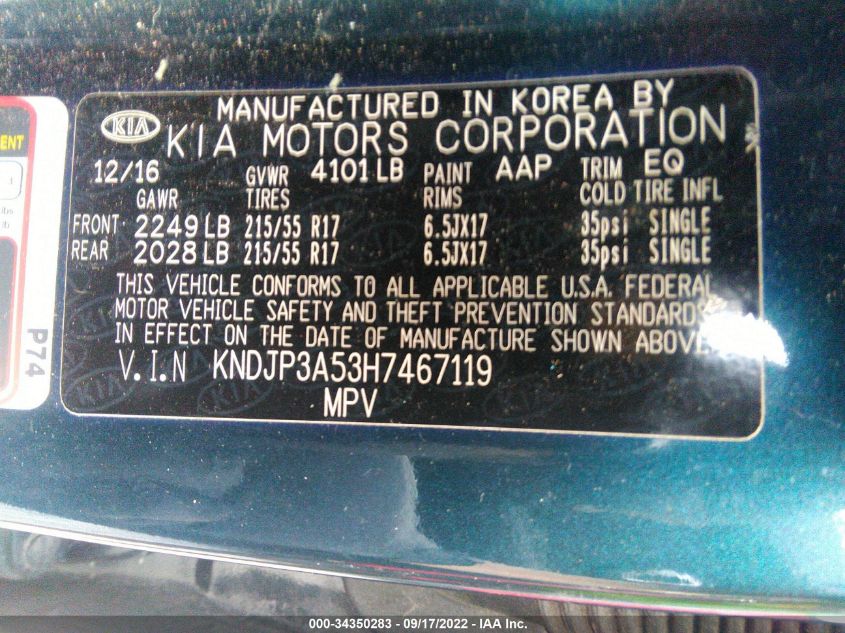 MANUFACTURED IN KOREA BY
KIA KIA MOTORS CORPORATION
12/16 GVWR 4101 LB PAINT AAP TRIM EQ
GAWR TIRES RIMS COLD TIRE INFL
FRONT 2249 LB 215/55 R17 6.5JX17 35psi SINGLE
REAR 2028 LB 215/55 R17 6.5JX17 35psi SINGLE
THIS VEHICLE CONFORMS TO ALL APPLICABLE U.S.A. FEDERAL
MOTOR VEHICLE SAFETY AND THEFT PREVENTION STANDARDS
IN EFFECT ON THE DATE OF MANUFACTURE SHOWN ABOVE.
V.I.N KNDJP3A53H7467119
MPV
P74
000-34350283 - 09/17/2022 - IAA Inc.